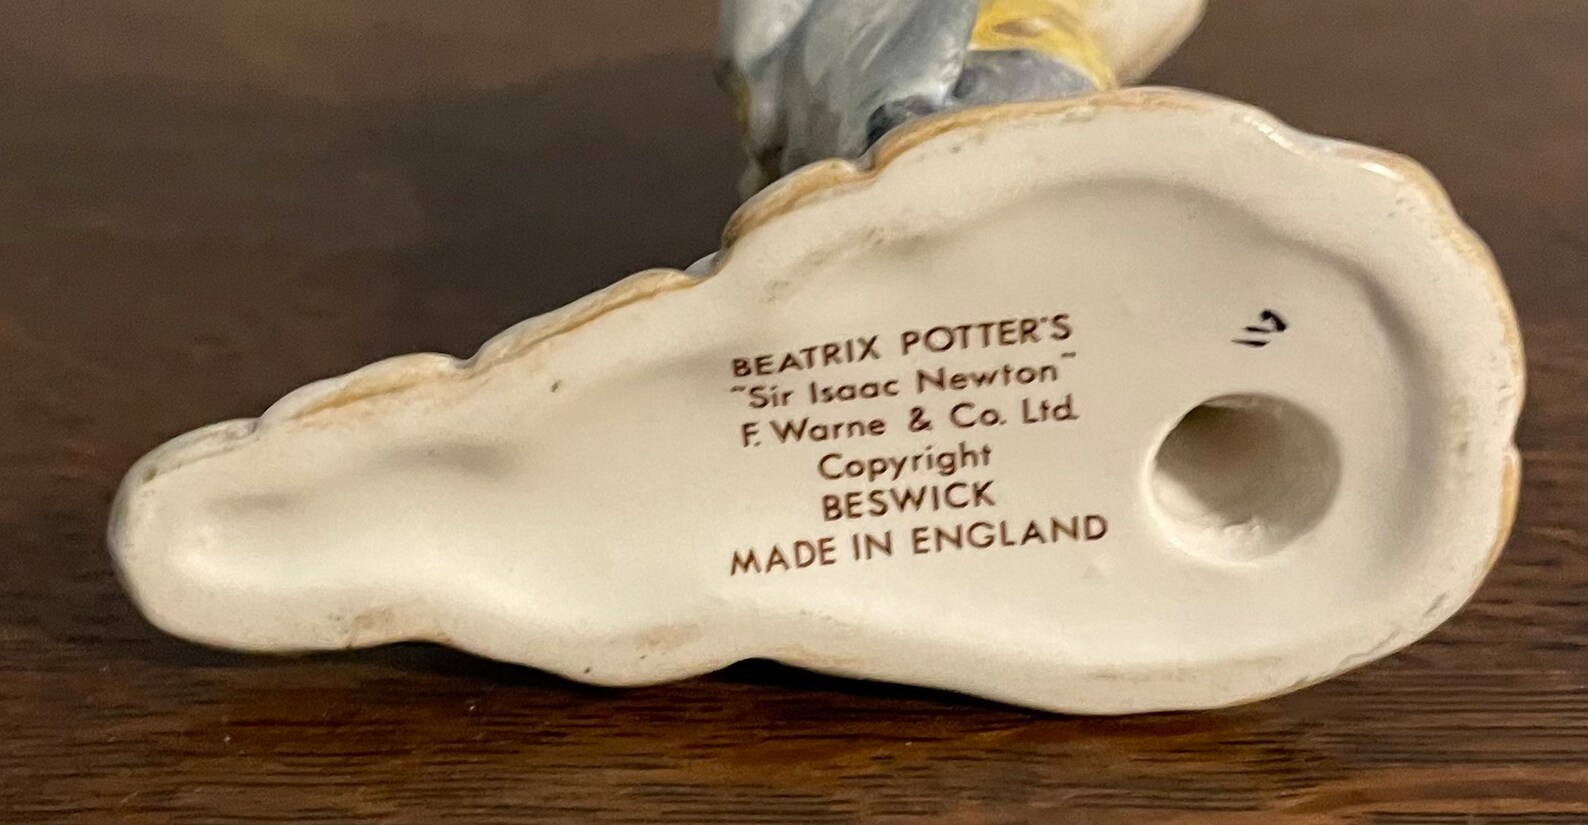 BEATRIX POTTER'S
"Sir Isaac Newton"
F. Warne & Co. Ltd.
Copyright
BESWICK
MADE IN ENGLAND